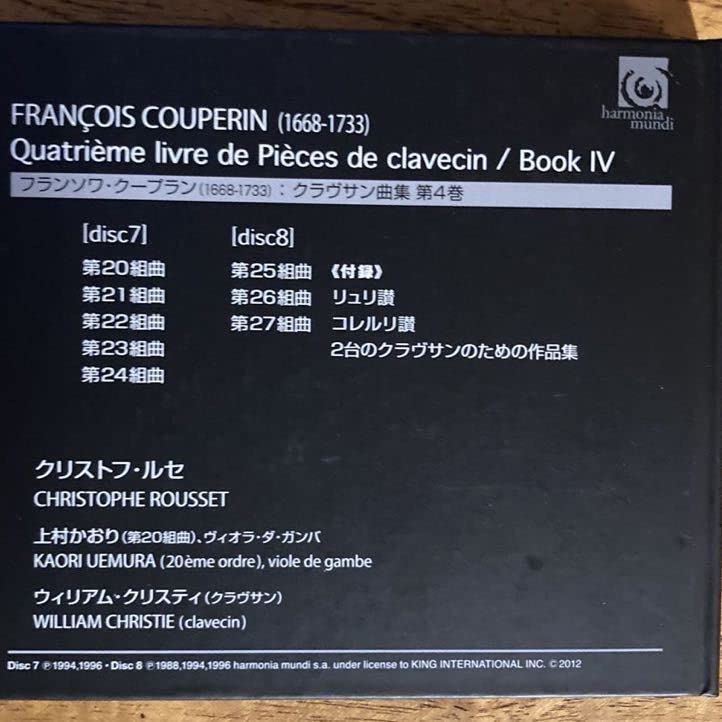 harmonia
mundi
FRANÇOIS COUPERIN (1668-1733)
Quatrième livre de Pièces de clavecin / Book IV
フランソワ・クープラン(1668-1733)：クラヴサン曲集 第4巻
[disc7]
第20組曲
第21組曲
第22組曲
第23組曲
第24組曲
[disc8]
第25組曲
第26組曲
第27組曲
《付録》
リュリ讃
コレルリ讃
2台のクラヴサンのための作品集
クリストフ・ルセ
CHRISTOPHE ROUSSET
上村かおり(第20組曲)、ヴィオラ・ダ・ガンバ
KAORI UEMURA (20ème ordre), viole de gambe
ウィリアム・クリスティ(クラヴサン)
WILLIAM CHRISTIE (clavecin)
Disc 7 ℗1994,1996・Disc 8 ℗1988,1994,1996 harmonia mundi s.a. under license to KING INTERNATIONAL INC. ©2012